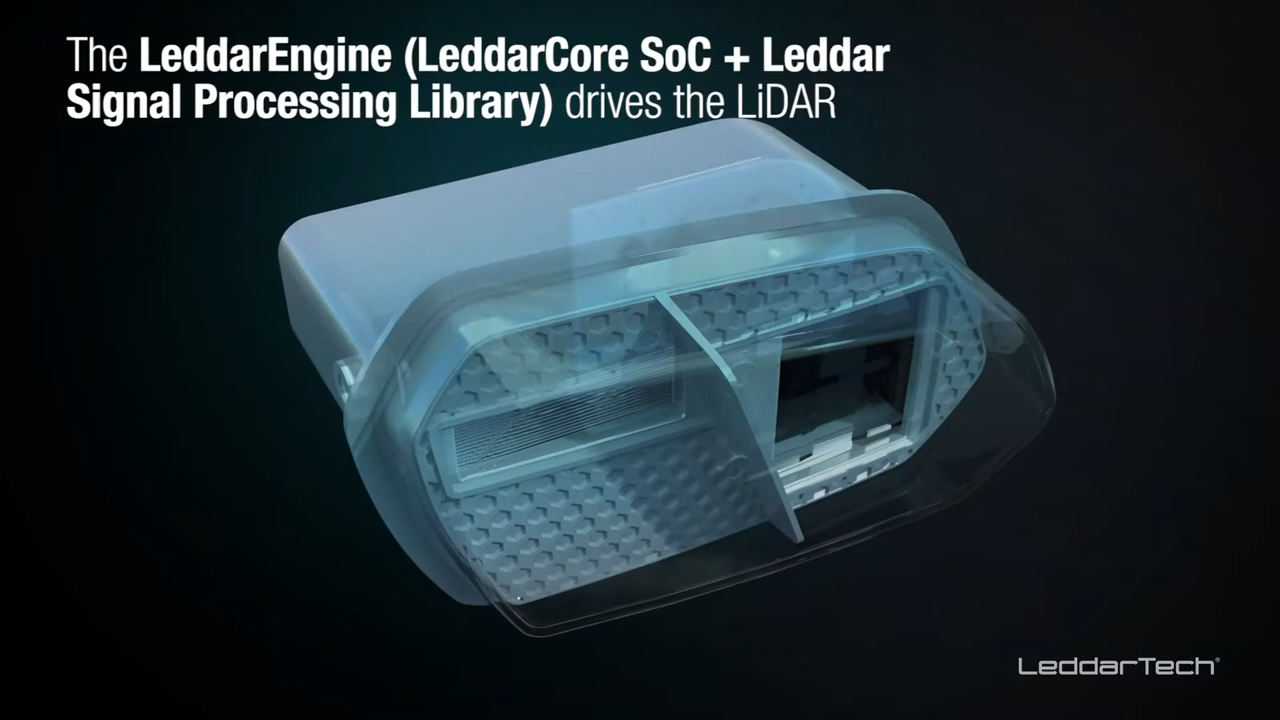 The LeddarEngine (LeddarCore SoC + Leddar
Signal Processing Library) drives the LiDAR
LeddarTech®